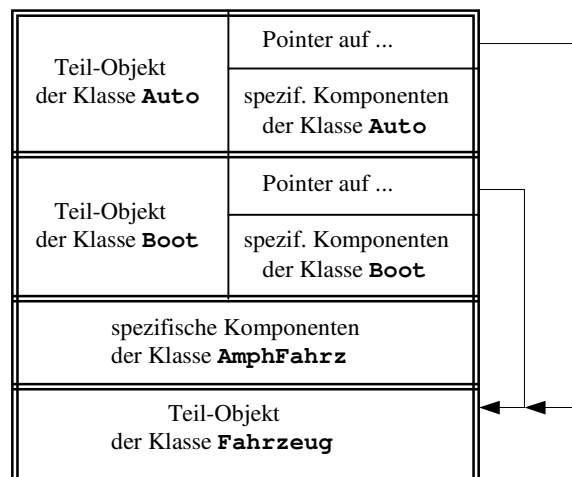 Teil-Objekt
der Klasse Auto
Pointer auf ...
spezif. Komponenten
der Klasse Auto
Teil-Objekt
der Klasse Boot
Pointer auf ...
spezif. Komponenten
der Klasse Boot
spezifische Komponenten
der Klasse AmphFahrz
Teil-Objekt
der Klasse Fahrzeug